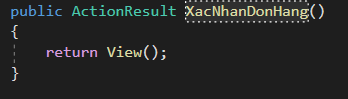 public ActionResult XacNhanDonHang()
{
return View();
}